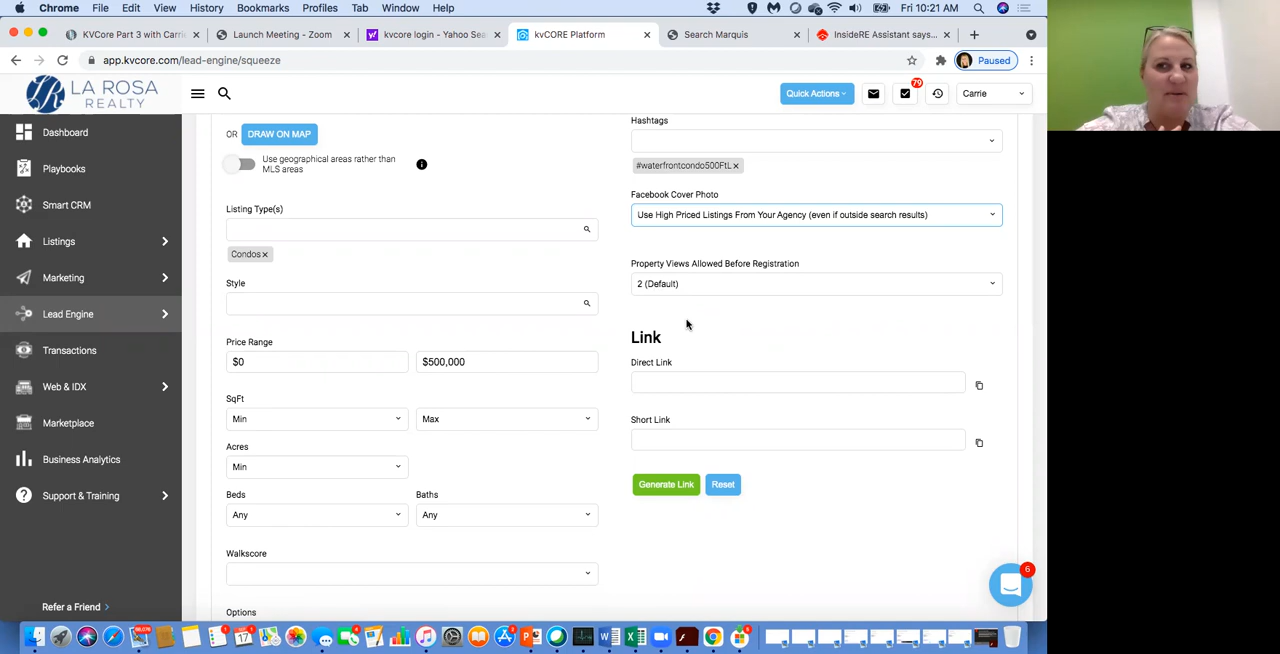 Chrome File Edit View History Bookmarks Profiles Tab Window Help Fri 10:21 AM
KVCore Part 3 with Carri
Launch Meeting - Zoom
kvcore login - Yahoo Sea
kvCORE Platform
Search Marquis
InsideRE Assistant says...
app.kvcore.com/lead-engine/squeeze
Paused
LA ROSA
REALTY
Quick Actions
79
Carrie
Dashboard
Playbooks
Smart CRM
Listings
Marketing
Lead Engine
Transactions
Web & IDX
Marketplace
Business Analytics
Support & Training
Refer a Friend
OR DRAW ON MAP
Use geographical areas rather than
MLS areas
Listing Type(s)
Condos
Style
Price Range
$0 $500,000
SqFt
Min Max
Acres
Min
Beds Baths
Any Any
Walkscore
Options
Hashtags
#waterfrontcondo500FtL
Facebook Cover Photo
Use High Priced Listings From Your Agency (even if outside search results)
Property Views Allowed Before Registration
2 (Default)
Link
Direct Link
Short Link
Generate Link Reset
6